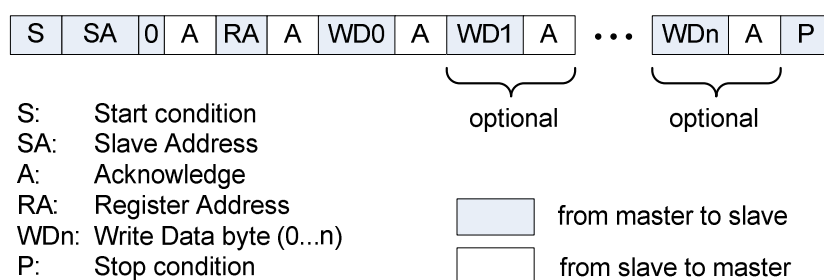 S SA 0 A RA A WD0 A WD1 A ••• WDn A P
optional optional
S: Start condition
SA: Slave Address
A: Acknowledge
RA: Register Address
WDn: Write Data byte (0...n)
P: Stop condition
from master to slave
from slave to master